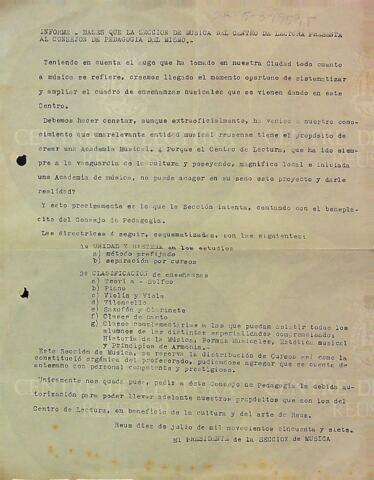 INFORME - BASES QUE LA SECCION DE MUSICA DEL CENTRO DE LECTURA PRESENTA
AL CONSEJOS DE PEDAGOGIA DEL MISMO.-
Teniendo en cuenta el auge que ha tomado en nuestra Ciudad todo cuanto
a música se refiere, creemos llegado el momento oportuno de sistematizar
y ampliar el cuadro de enseñanzas musicales que se vienen dando en este
Centro.
Debemos hacer constar, aunque extraoficialmente, ha venido a nuestro cono-
cimiento que unarelevante entidad musical reusense tiene el propósito de
crear una Academia Musical. ¿ Porque el Centro de Lectura, que ha ido siem-
pre a la vanguardia de la cultura y poseyendo, magnífico local e iniciada
una Academia de música, no puede acoger en su seno este proyecto y darle
realidad?
Y esto precisamente es lo que la Sección intenta, contando con el beneplá-
cito del Consejo de Pedagogía.
Las directrices a seguir, esquematizadas, son las siguientes:
1º UNIDAD Y SISTEMA en los estudios
a) método prefijado
b) separación por cursos
2º CLASIFICACION de enseñanzas
a) Teoría - Solfeo
b) Piano
c) Violín y Viola
d) Violoncelo
e) Saxofón y Clarinete
f) Clases de Canto
g) Clases complementarias a las que puedan asistir todos los
alumnos de las distintas especialidades comprendiendo,
Historia de la Música, Formas Musicales, Estética musical
y Principios de Armonía.-
Esta Sección de Música, se reserva la distribución de Cursos así como la
constitución orgánica del profesorado, pudiendose agregar que se cuenta de
antemano con personal competente y prestigioso.
Unicamente nos queda pues, pedir a éste Consejo de Pedagogía la debida au-
torización para poder llevar adelante nuestros propósitos que son los del
Centro de Lectura, en beneficio de la cultura y del arte de Reus.
Reus diez de julio de mil novecientos cincuenta y siete.
El PRESIDENTE de la SECCION de MUSICA